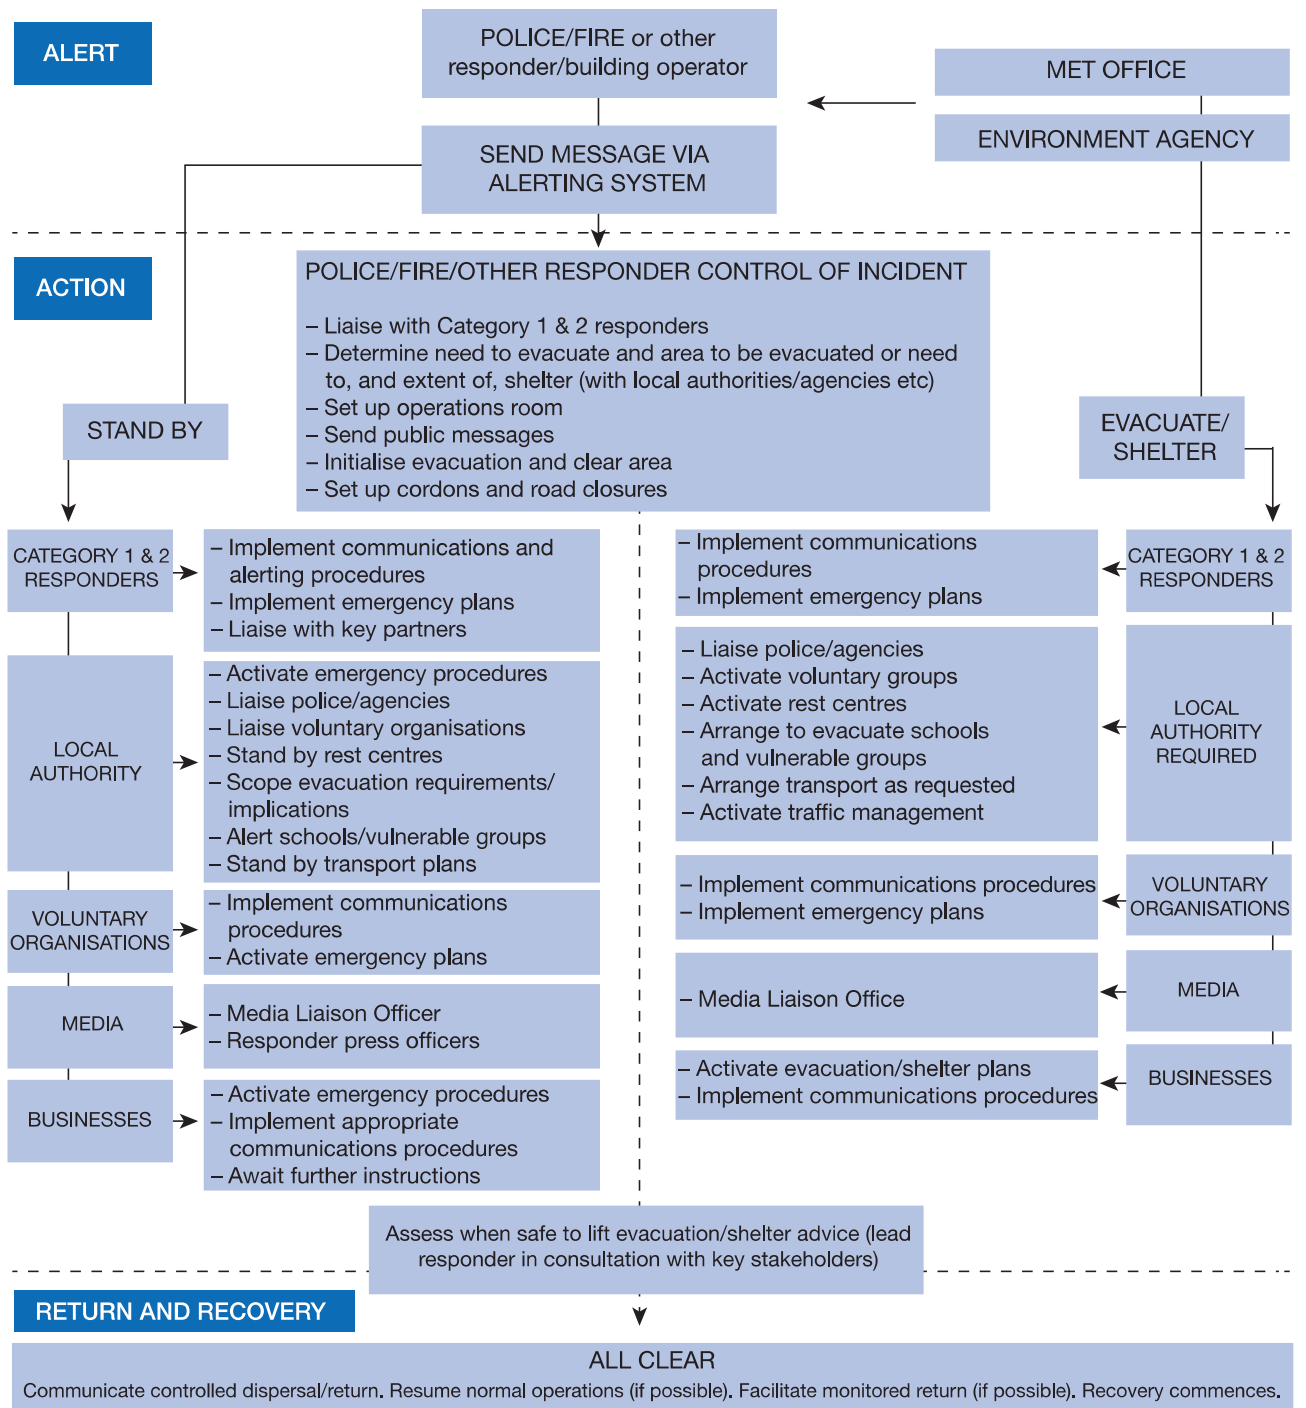 ALERT
POLICE/FIRE or other
responder/building operator
MET OFFICE
ENVIRONMENT AGENCY
SEND MESSAGE VIA
ALERTING SYSTEM
ACTION
POLICE/FIRE/OTHER RESPONDER CONTROL OF INCIDENT
– Liaise with Category 1 & 2 responders
– Determine need to evacuate and area to be evacuated or need
to, and extent of, shelter (with local authorities/agencies etc)
– Set up operations room
– Send public messages
– Initialise evacuation and clear area
– Set up cordons and road closures
STAND BY
EVACUATE/
SHELTER
CATEGORY 1 & 2
RESPONDERS
– Implement communications and
alerting procedures
– Implement emergency plans
– Liaise with key partners
LOCAL
AUTHORITY
– Activate emergency procedures
– Liaise police/agencies
– Liaise voluntary organisations
– Stand by rest centres
– Scope evacuation requirements/
implications
– Alert schools/vulnerable groups
– Stand by transport plans
VOLUNTARY
ORGANISATIONS
– Implement communications
procedures
– Activate emergency plans
MEDIA
– Media Liaison Officer
– Responder press officers
BUSINESSES
– Activate emergency procedures
– Implement appropriate
communications procedures
– Await further instructions
– Implement communications
procedures
– Implement emergency plans
CATEGORY 1 & 2
RESPONDERS
– Liaise police/agencies
– Activate voluntary groups
– Activate rest centres
– Arrange to evacuate schools
and vulnerable groups
– Arrange transport as requested
– Activate traffic management
LOCAL
AUTHORITY
REQUIRED
– Implement communications procedures
– Implement emergency plans
VOLUNTARY
ORGANISATIONS
– Media Liaison Office
MEDIA
– Activate evacuation/shelter plans
– Implement communications procedures
BUSINESSES
Assess when safe to lift evacuation/shelter advice (lead
responder in consultation with key stakeholders)
RETURN AND RECOVERY
ALL CLEAR
Communicate controlled dispersal/return. Resume normal operations (if possible). Facilitate monitored return (if possible). Recovery commences.